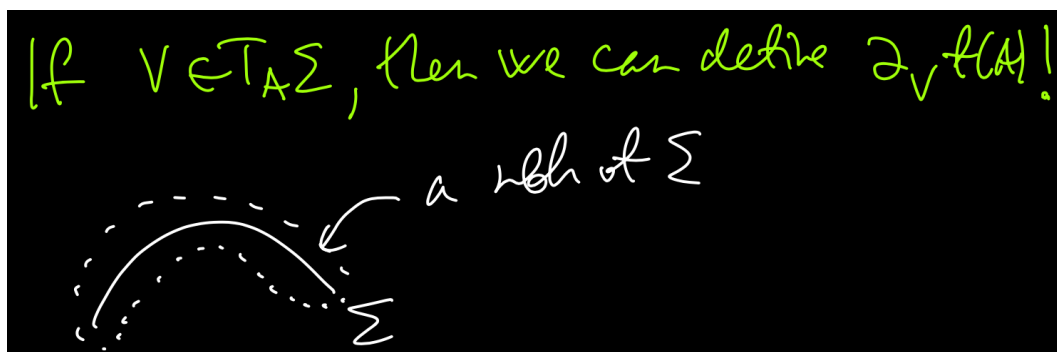 If V∈T_AΣ, then we can define ∂_V f(A)!
a nbh of Σ
Σ